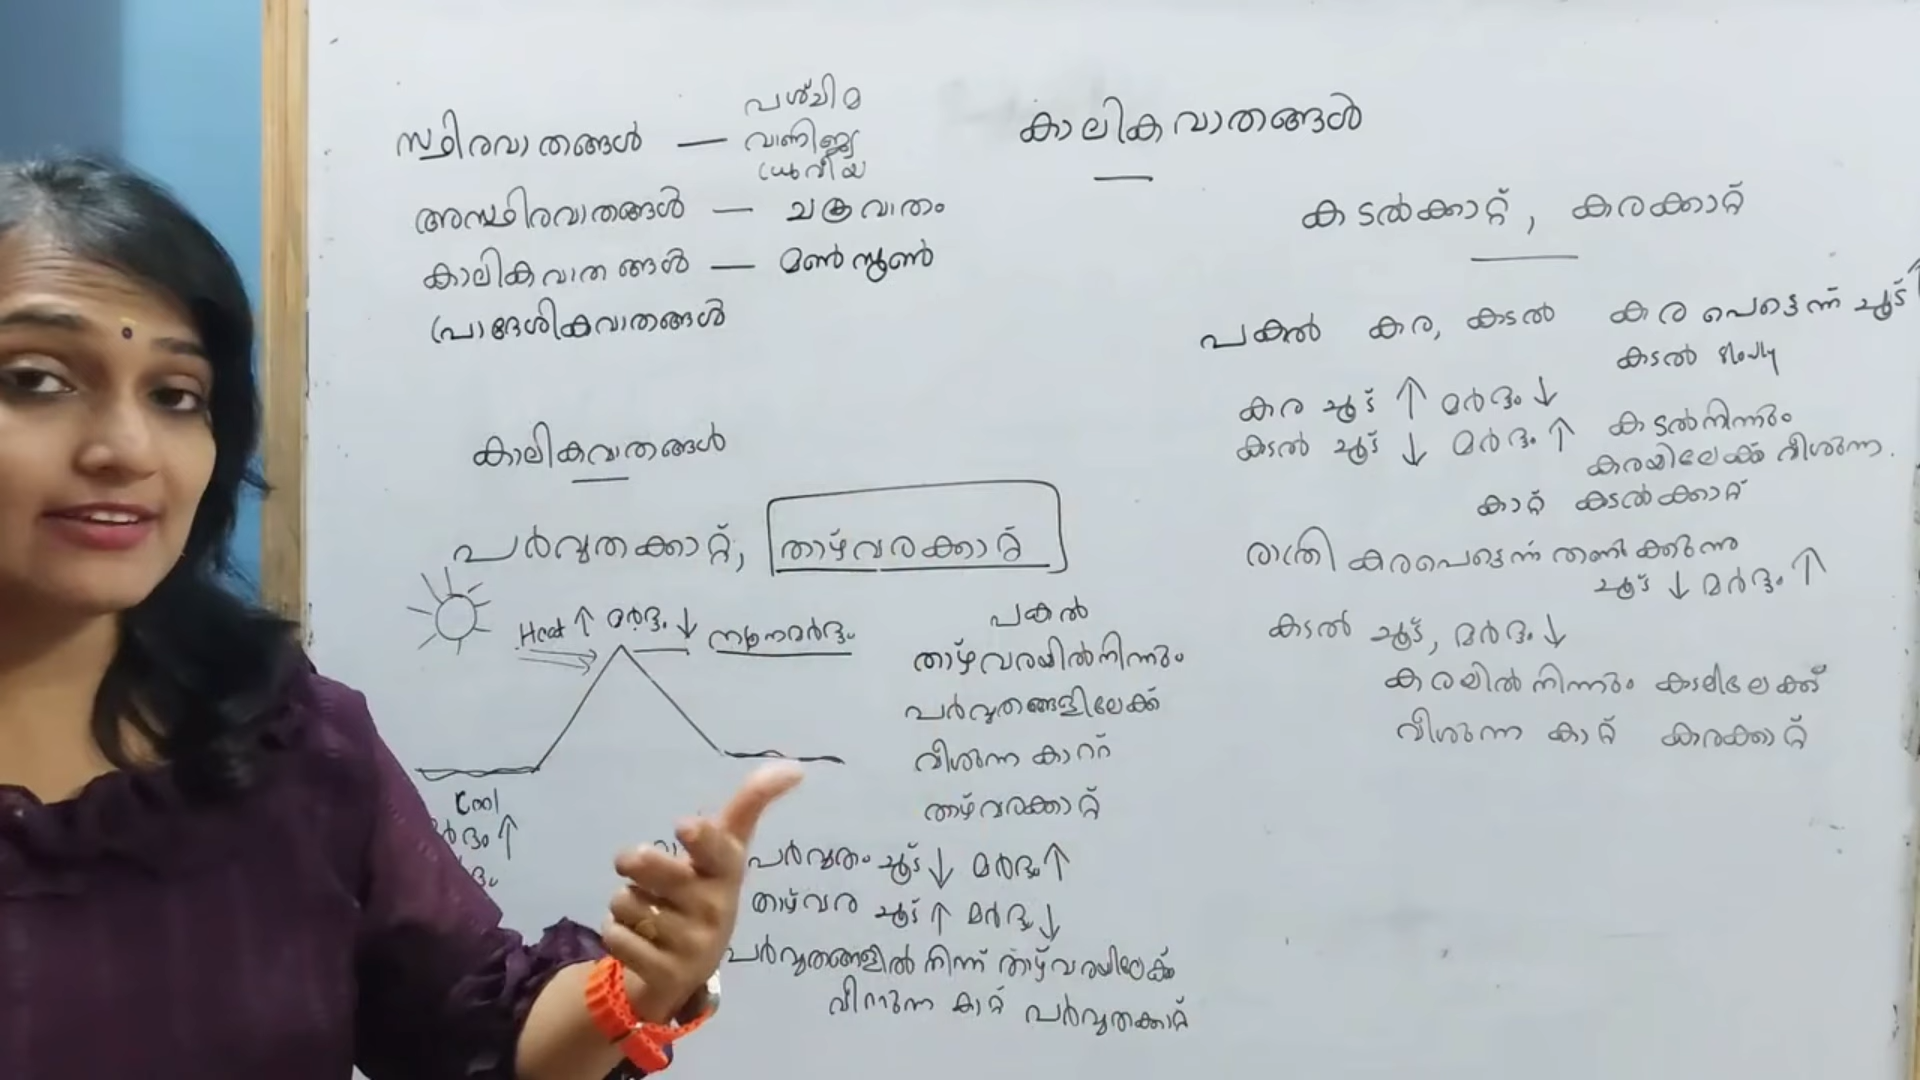 സ്ഥിരവാതങ്ങൾ — പശ്ചിമ
വാണിജ്യ
ധ്രുവീയ
അസ്ഥിരവാതങ്ങൾ — ചക്രവാതം
കാലികവാതങ്ങൾ — മൺസൂൺ
പ്രാദേശികവാതങ്ങൾ
കാലികവാതങ്ങൾ
പർവ്വതക്കാറ്റ്, താഴ്‌വരക്കാറ്റ്
Heat ↑ മർദ്ദം ↓ ന്യൂനമർദ്ദം
Cool
ർദം ↑
പകൽ
താഴ്‌വരയിൽനിന്നും
പർവ്വതങ്ങളിലേക്ക്
വീശുന്ന കാററ്
താഴ്‌വരക്കാറ്റ്
പർവ്വതം ചൂട് ↓ മർദ്ദം ↑
താഴ്‌വര ചൂട് ↑ മർദ്ദം ↓
പർവ്വതങ്ങളിൽ നിന്ന് താഴ്‌വരയിലേക്ക്
വീശുന്ന കാറ്റ് പർവ്വതക്കാറ്റ്
കാലികവാതങ്ങൾ
കടൽക്കാറ്റ്, കരക്കാറ്റ്
പകൽ കര, കടൽ കര പെട്ടെന്ന് ചൂട് ↑
കടൽ slowly
കര ചൂട് ↑ മർദ്ദം ↓
കടൽ ചൂട് ↓ മർദ്ദം ↑ കടൽനിന്നും
കരയിലേക്ക് വീശുന്ന.
കാറ്റ് കടൽക്കാറ്റ്
രാത്രി കരപെട്ടെന്ന് തണുക്കുന്നു
ചൂട് ↓ മർദ്ദം ↑
കടൽ ചൂട്, മർദ്ദം ↓
കരയിൽ നിന്നും കടലിലേക്ക്
വീശുന്ന കാറ്റ് കരക്കാറ്റ്